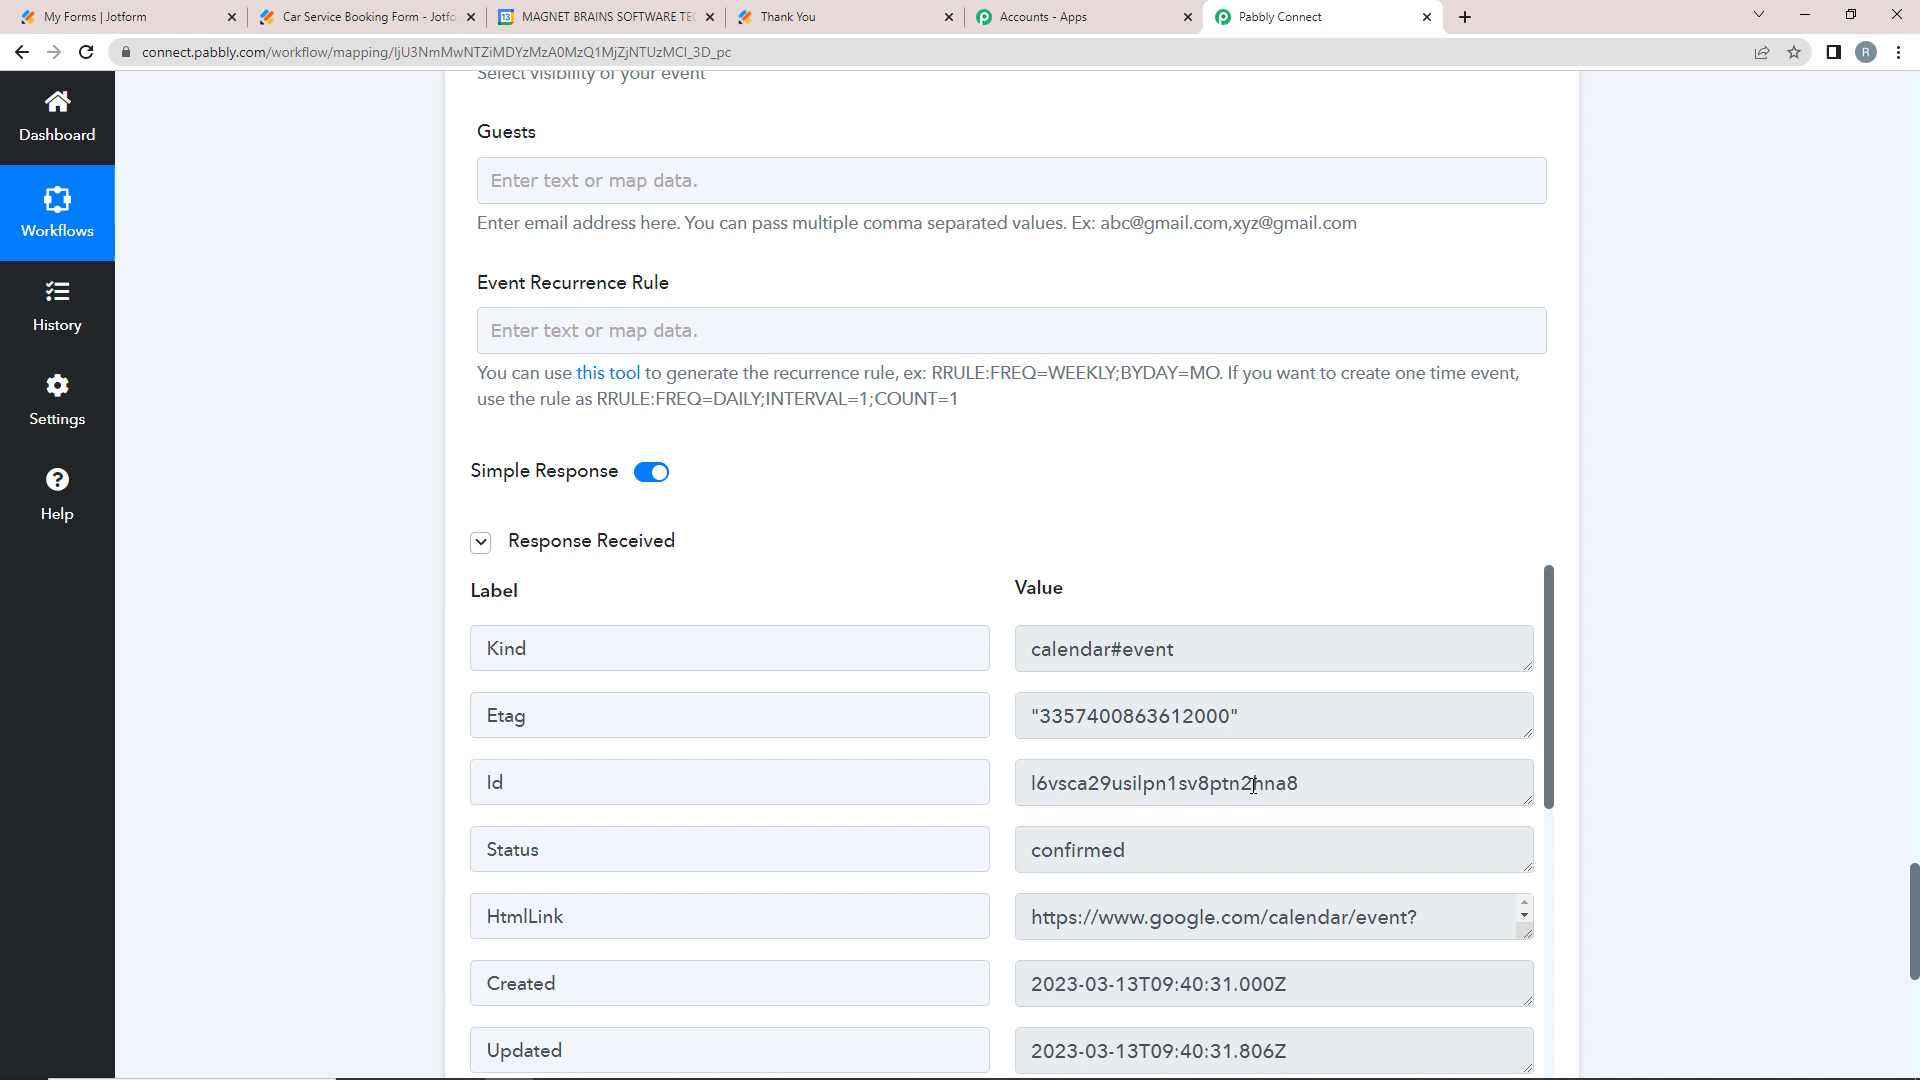 My Forms | Jotform
Car Service Booking Form - Jotfo
MAGNET BRAINS SOFTWARE TEC
Thank You
Accounts - Apps
Pabbly Connect
connect.pabbly.com/workflow/mapping/IjU3NmMwNTZiMDYzMzA0MzQ1MjZjNTUzMCI_3D_pc
R
Select visibility of your event
Dashboard
Workflows
History
Settings
Help
Guests
Enter text or map data.
Enter email address here. You can pass multiple comma separated values. Ex: abc@gmail.com,xyz@gmail.com
Event Recurrence Rule
Enter text or map data.
You can use this tool to generate the recurrence rule, ex: RRULE:FREQ=WEEKLY;BYDAY=MO. If you want to create one time event,
use the rule as RRULE:FREQ=DAILY;INTERVAL=1;COUNT=1
Simple Response
Response Received
Label
Value
Kind
calendar#event
Etag
"3357400863612000"
Id
l6vsca29usilpn1sv8ptn2hna8
Status
confirmed
HtmlLink
https://www.google.com/calendar/event?
Created
2023-03-13T09:40:31.000Z
Updated
2023-03-13T09:40:31.806Z